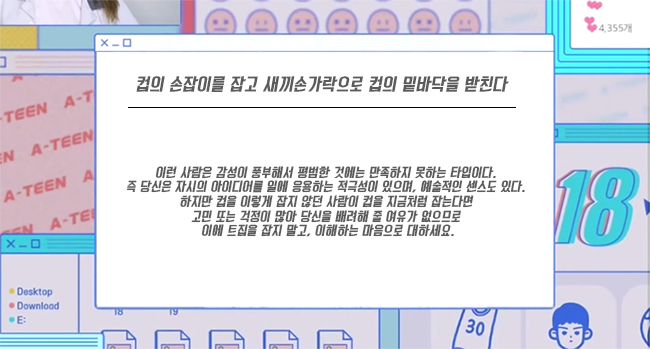 4,355개
컵의 손잡이를 잡고 새끼손가락으로 컵의 밑바닥을 받친다
A-TEEN
A-TEEN
A-TEEN
이런 사람은 감성이 풍부해서 평범한 것에는 만족하지 못하는 타입이다.
즉 당신은 자시의 아이디어를 일에 응용하는 적극성이 있으며, 예술적인 센스도 있다.
하지만 컵을 이렇게 잡지 않던 사람이 컵을 지금처럼 잡는다면
고민 또는 걱정이 많아 당신을 배려해 줄 여유가 없으므로
이에 트집을 잡지 말고, 이해하는 마음으로 대하세요.
18
Desktop
Download
E:
18 19
30